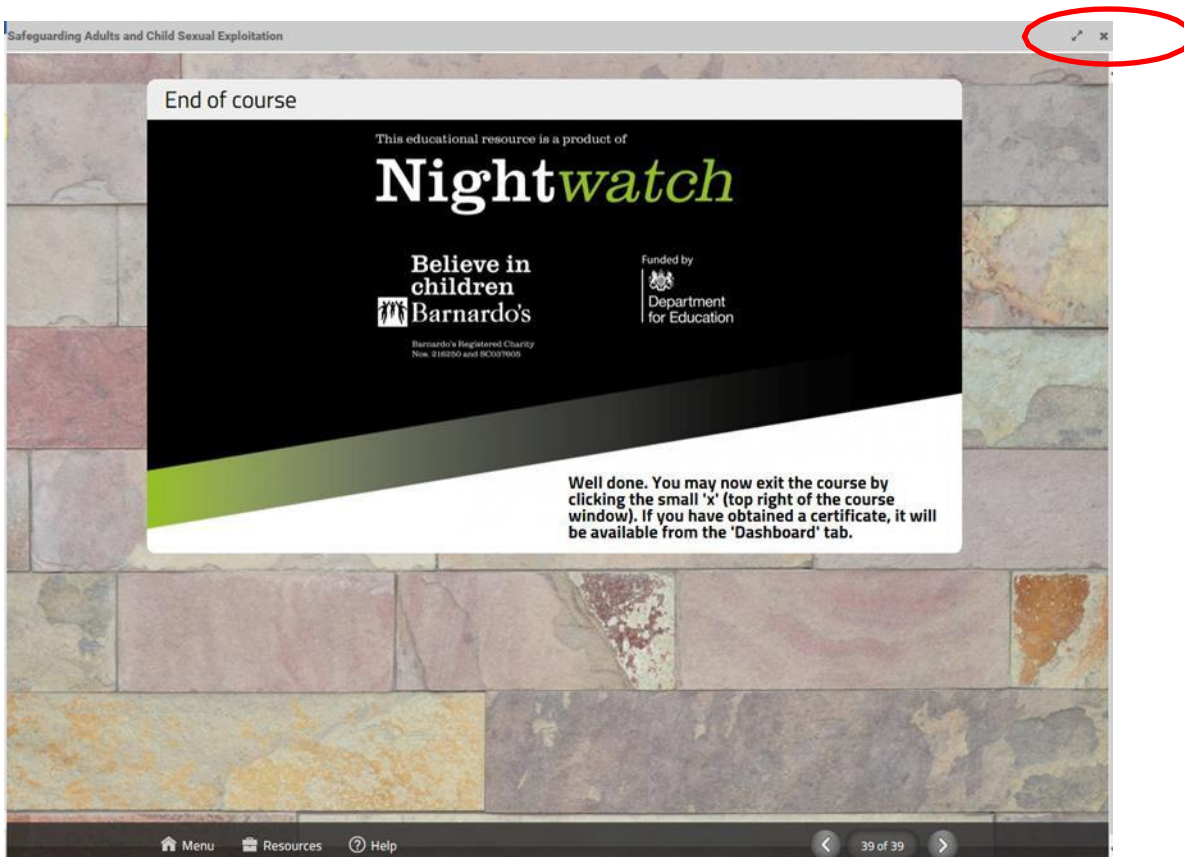 Safeguarding Adults and Child Sexual Exploitation
End of course
This educational resource is a product of
Nightwatch
Believe in
children
Barnardo's
Barnardo's Registered Charity
Nos. 216250 and SC037605
Funded by
Department
for Education
Well done. You may now exit the course by
clicking the small 'x' (top right of the course
window). If you have obtained a certificate, it will
be available from the 'Dashboard' tab.
Menu Resources ? Help 39 of 39